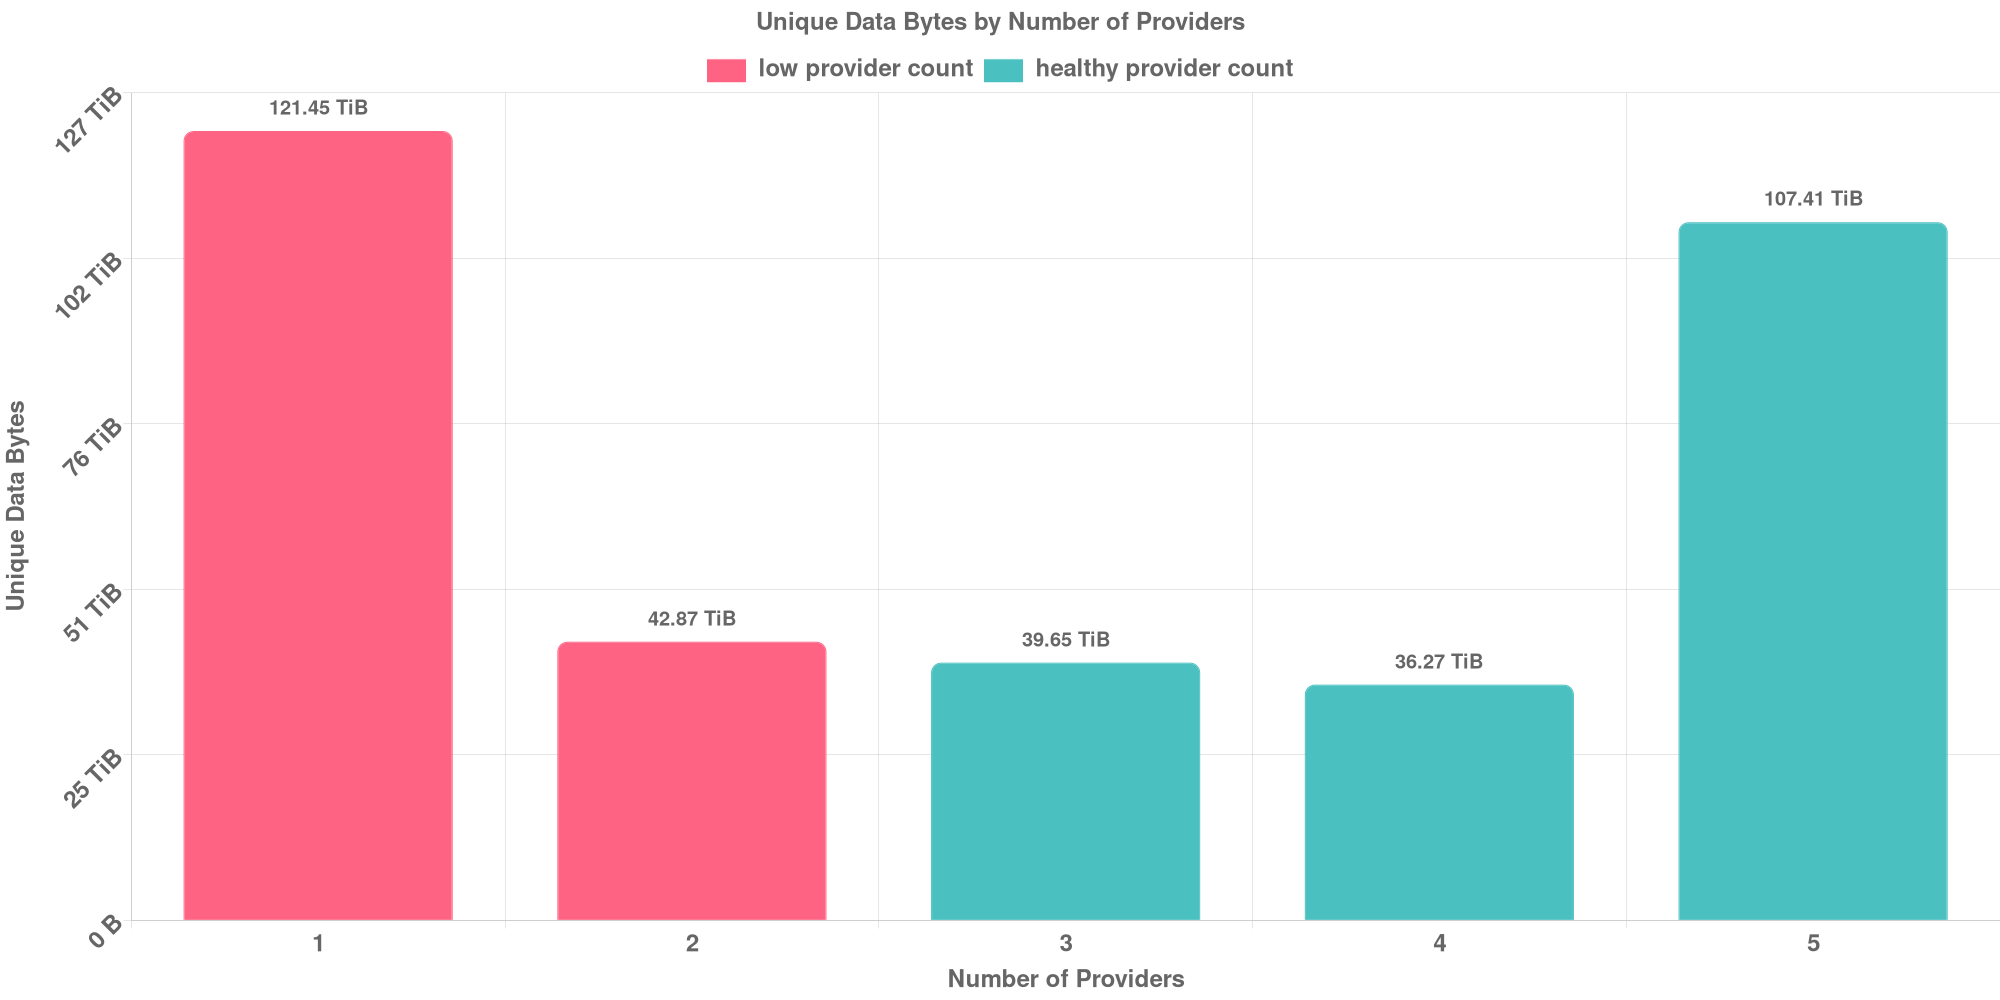 Unique Data Bytes by Number of Providers
low provider count
healthy provider count
127 TiB
102 TiB
76 TiB
51 TiB
25 TiB
0 B
Unique Data Bytes
121.45 TiB
42.87 TiB
39.65 TiB
36.27 TiB
107.41 TiB
1
2
3
4
5
Number of Providers